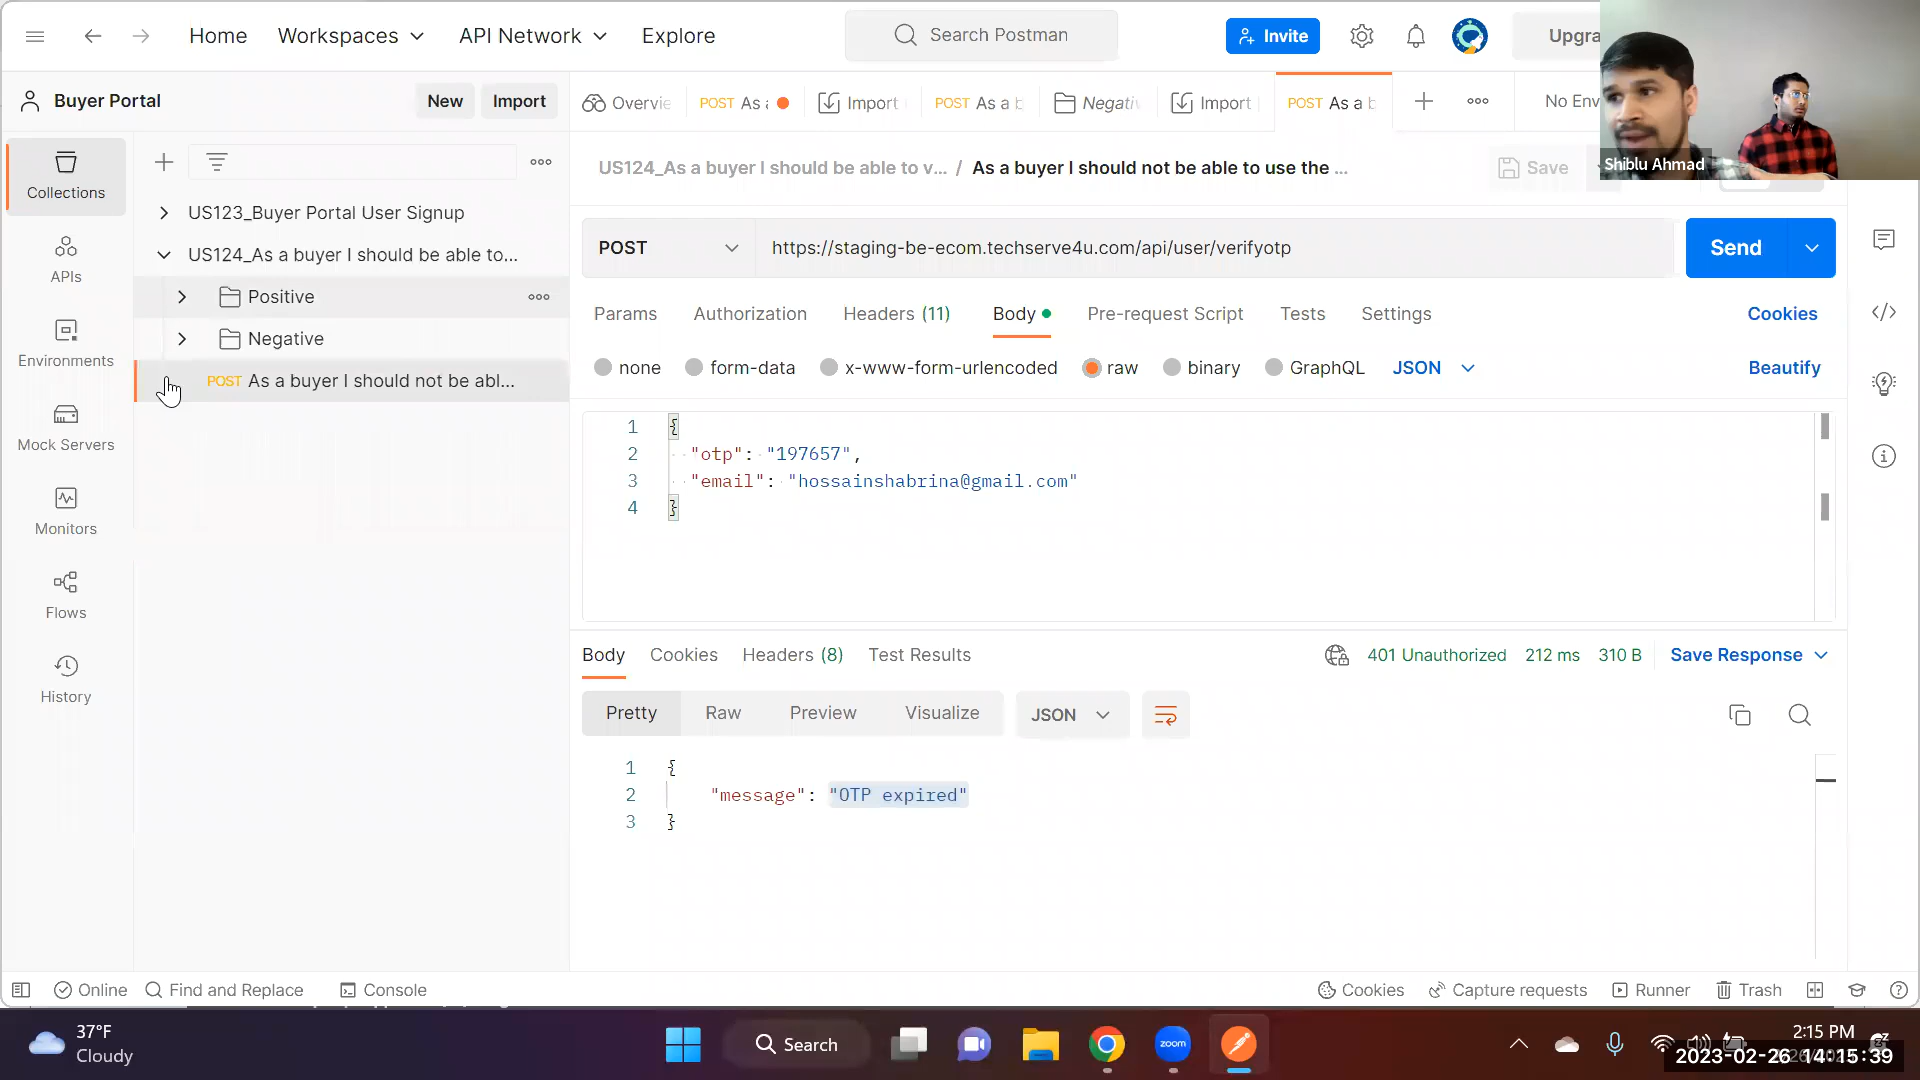 Home Workspaces API Network Explore Search Postman Invite
Buyer Portal New Import
POST As Import POST As a Import POST As a
US124_As a buyer I should be able to v... / As a buyer I should not be able to use the ... Save
Shiblu Ahmad
Collections
APIs
Environments
Mock Servers
Monitors
Flows
History
US123_Buyer Portal User Signup
US124_As a buyer I should be able to...
Positive
Negative
POST As a buyer I should not be abl...
POST https://staging-be-ecom.techserve4u.com/api/user/verifyotp Send
Params Authorization Headers (11) Body Pre-request Script Tests Settings Cookies
none form-data x-www-form-urlencoded raw binary GraphQL JSON Beautify
1 {
2 "otp": "197657",
3 "email": "hossainshabrina@gmail.com"
4 }
Body Cookies Headers (8) Test Results 401 Unauthorized 212 ms 310 B Save Response
Pretty Raw Preview Visualize JSON
1 {
2 "message": "OTP expired"
3 }
Online Find and Replace Console Cookies Capture requests Runner Trash
37°F
Cloudy
Search
zoom
2:15 PM
2023-02-26 14:15:39